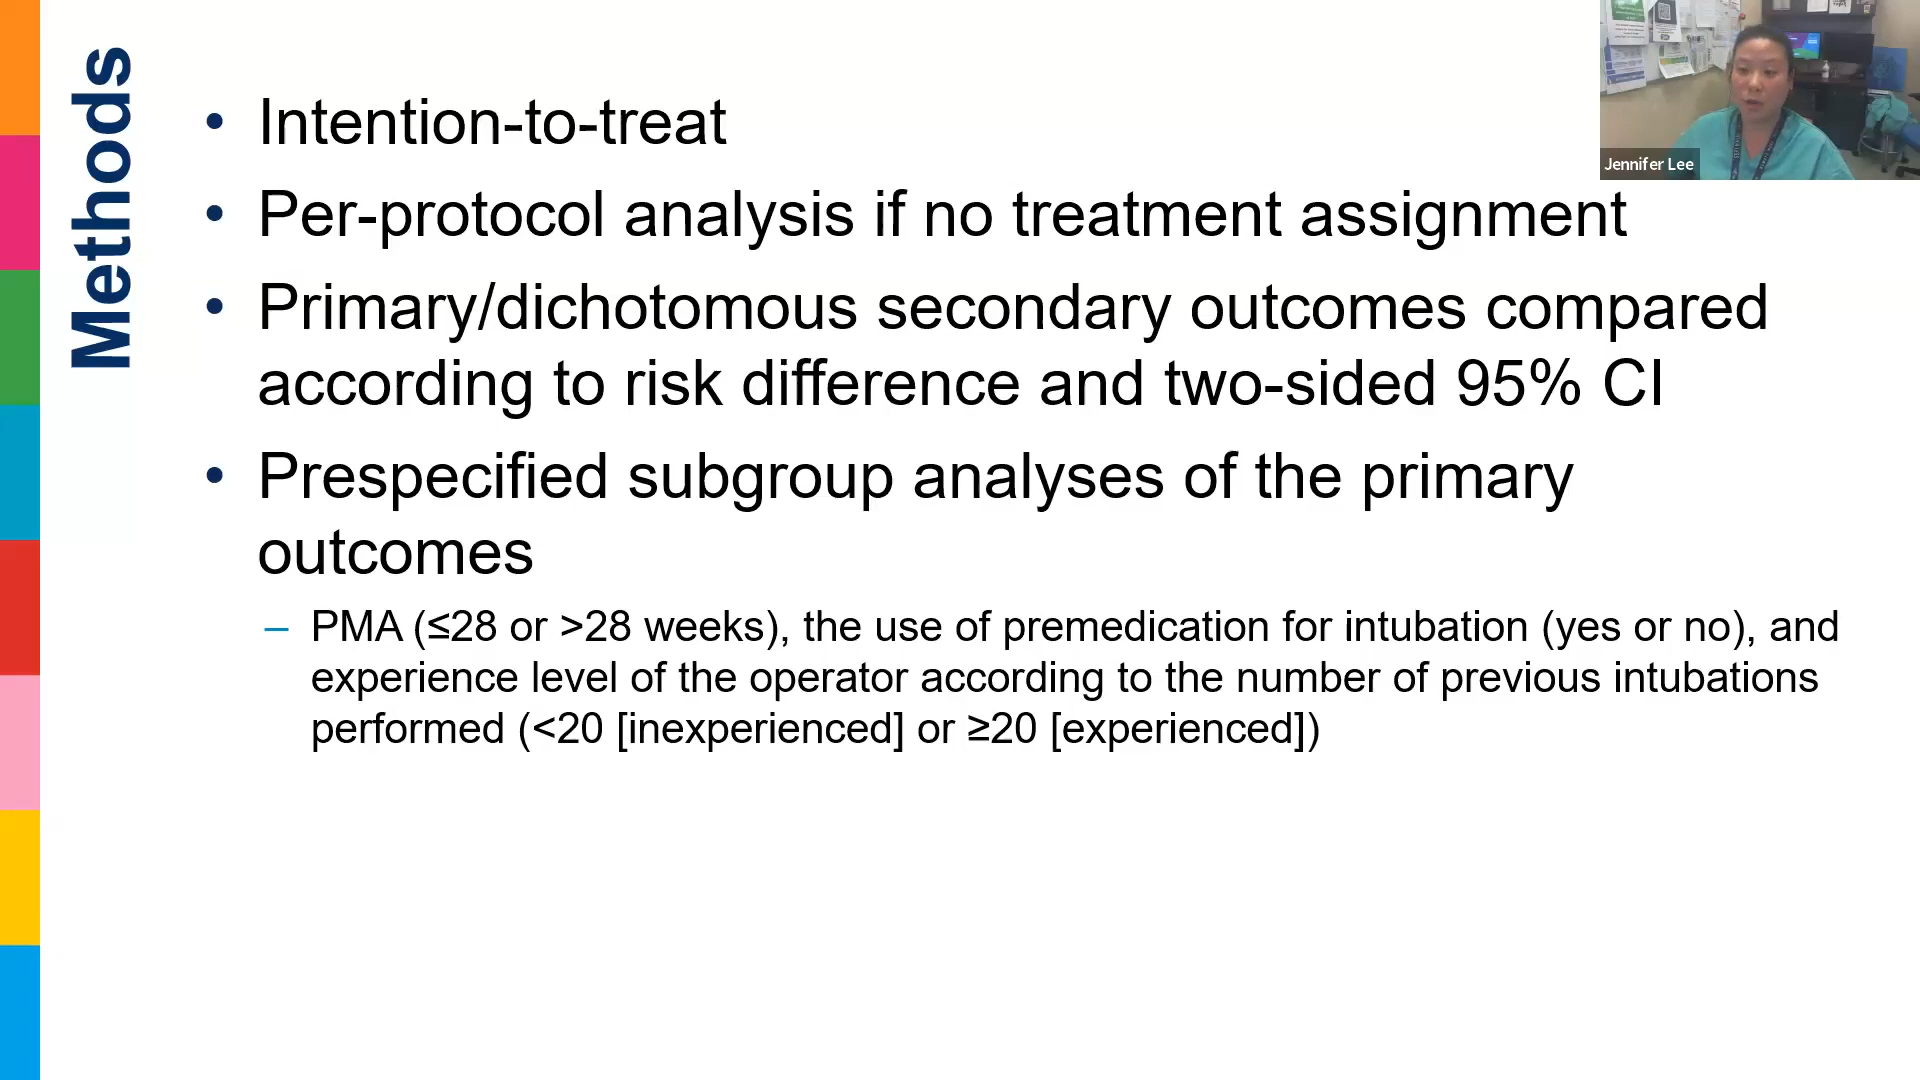 Methods
• Intention-to-treat
• Per-protocol analysis if no treatment assignment
• Primary/dichotomous secondary outcomes compared
according to risk difference and two-sided 95% CI
• Prespecified subgroup analyses of the primary
outcomes
– PMA (≤28 or >28 weeks), the use of premedication for intubation (yes or no), and
experience level of the operator according to the number of previous intubations
performed (<20 [inexperienced] or ≥20 [experienced])
Jennifer Lee